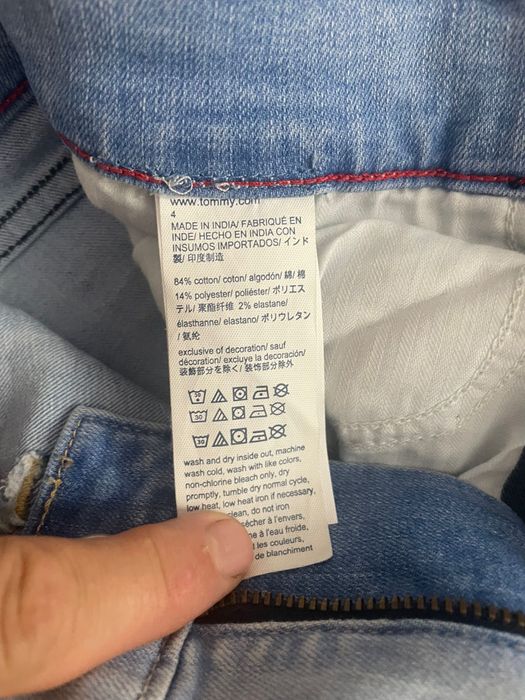 www.tommy.com
4
MADE IN INDIA/ FABRIQUÉ EN
INDE/ HECHO EN INDIA CON
INSUMOS IMPORTADOS/ インド
製/ 印度制造
84% cotton/ coton/ algodón/ 綿/ 棉
14% polyester/ poliéster/ ポリエス
テル/ 聚酯纤维 2% elastane/
élasthanne/ elastano/ ポリウレタン
/ 氨纶
exclusive of decoration/ sauf
décoration/ excluye la decoración/
装飾部分を除く/ 装饰部分除外
30
30
30
wash and dry inside out, machine
wash cold, wash with like colors,
non-chlorine bleach only, dry
promptly, tumble dry normal cycle,
low heat, low heat iron if necessary,
clean, do not iron
sécher à l'envers,
à l'eau froide,
les couleurs,
de blanchiment